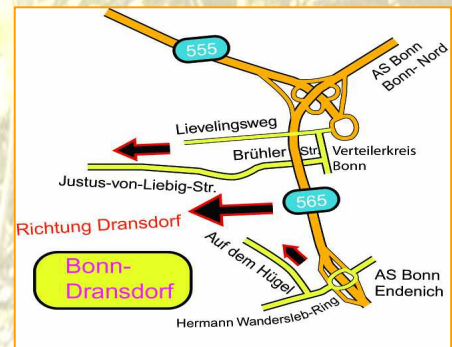 555
AS Bonn
Bonn- Nord
Lievelingsweg
Brühler Str.
Verteilerkreis
Bonn
Justus-von-Liebig-Str.
565
Richtung Dransdorf
Auf dem Hügel
Bonn-
Dransdorf
AS Bonn
Endenich
Hermann Wandersleb-Ring